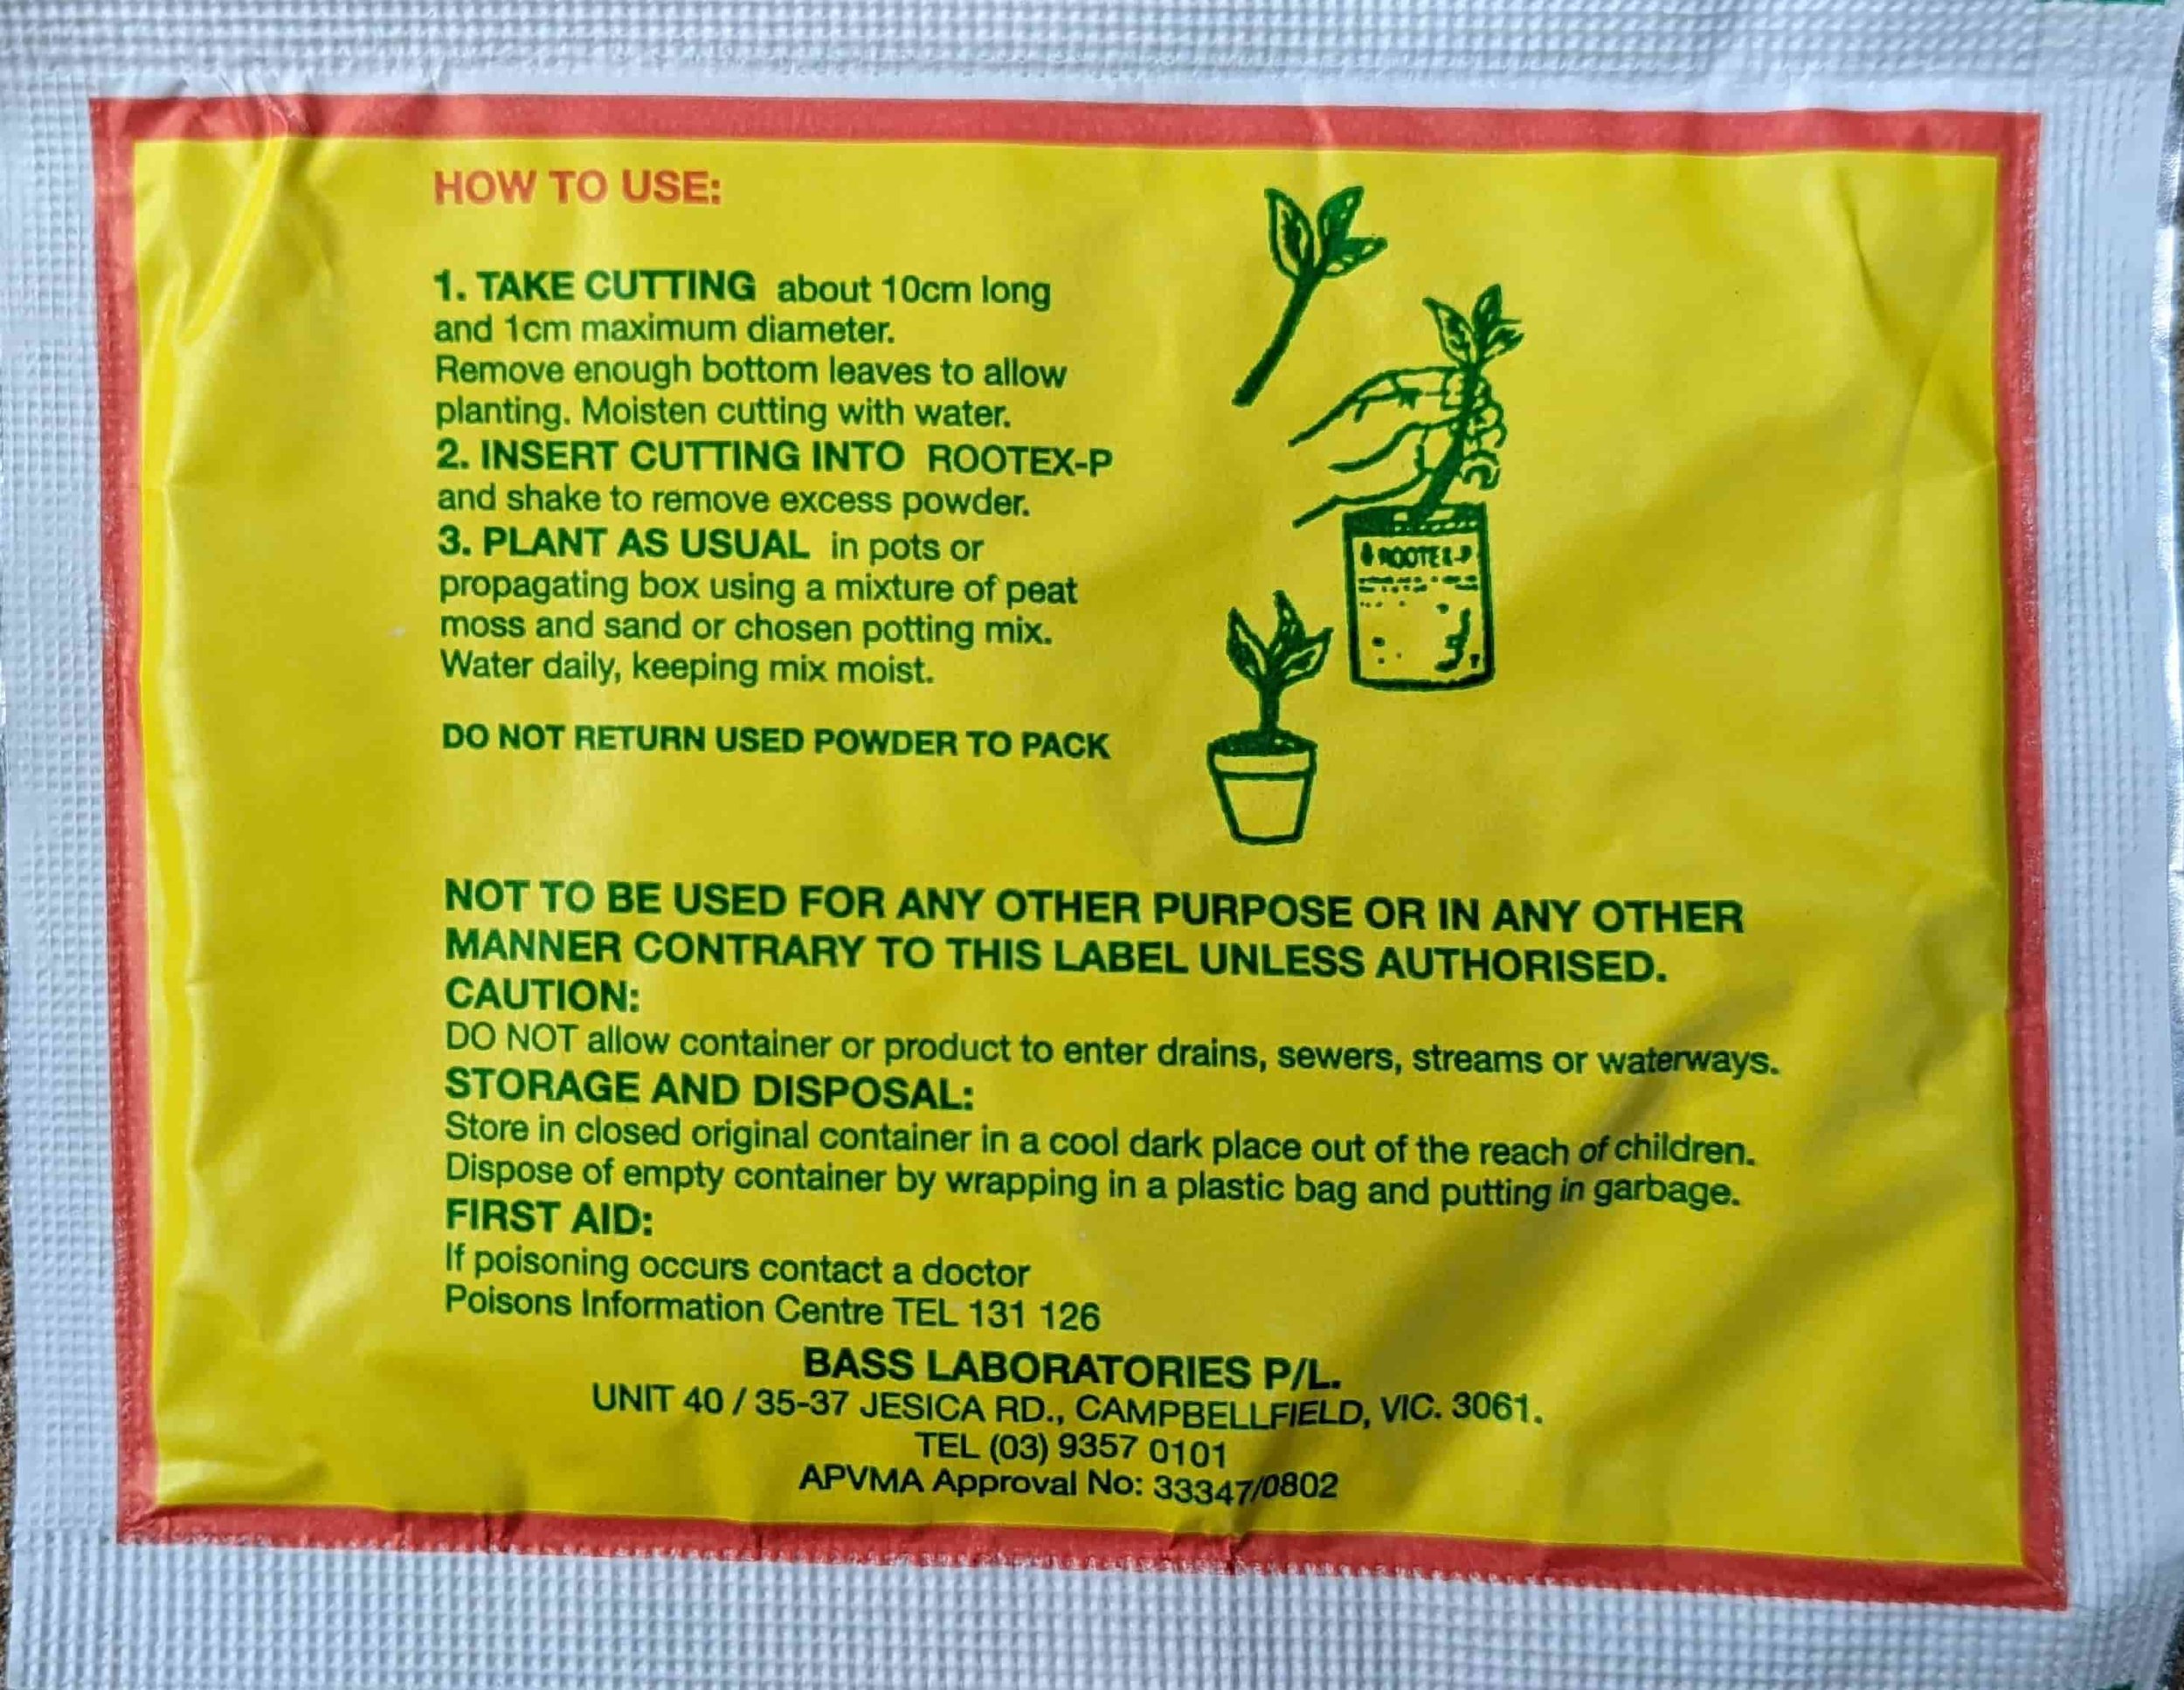 HOW TO USE:
1. TAKE CUTTING about 10cm long
and 1cm maximum diameter.
Remove enough bottom leaves to allow
planting. Moisten cutting with water.
2. INSERT CUTTING INTO ROOTEX-P
and shake to remove excess powder.
3. PLANT AS USUAL in pots or
propagating box using a mixture of peat
moss and sand or chosen potting mix.
Water daily, keeping mix moist.
DO NOT RETURN USED POWDER TO PACK
ROOTEX-P
NOT TO BE USED FOR ANY OTHER PURPOSE OR IN ANY OTHER
MANNER CONTRARY TO THIS LABEL UNLESS AUTHORISED.
CAUTION:
DO NOT allow container or product to enter drains, sewers, streams or waterways.
STORAGE AND DISPOSAL:
Store in closed original container in a cool dark place out of the reach of children.
Dispose of empty container by wrapping in a plastic bag and putting in garbage.
FIRST AID:
If poisoning occurs contact a doctor
Poisons Information Centre TEL 131 126
BASS LABORATORIES P/L.
UNIT 40 / 35-37 JESICA RD., CAMPBELLFIELD, VIC. 3061.
TEL (03) 9357 0101
APVMA Approval No: 33347/0802